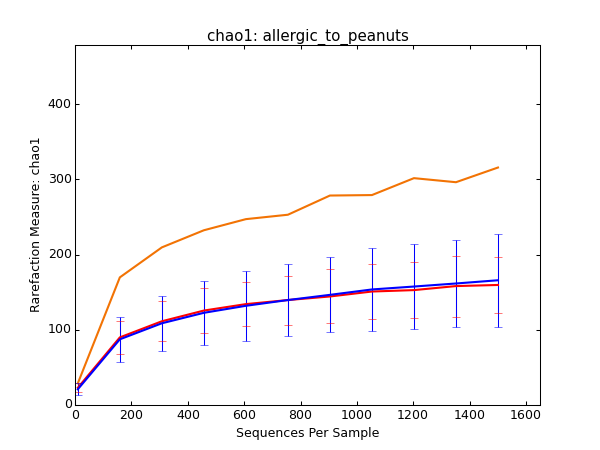 chao1: allergic_to_peanuts
Rarefaction Measure: chao1
400
300
200
100
0
0 200 400 600 800 1000 1200 1400 1600
Sequences Per Sample